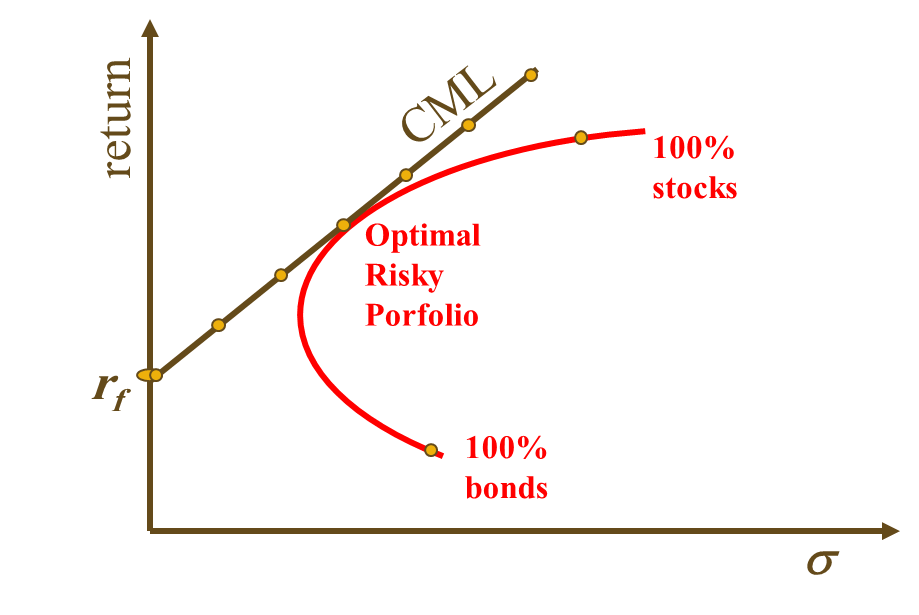 return
CML
100%
stocks
Optimal
Risky
Porfolio
r_f
100%
bonds
σ